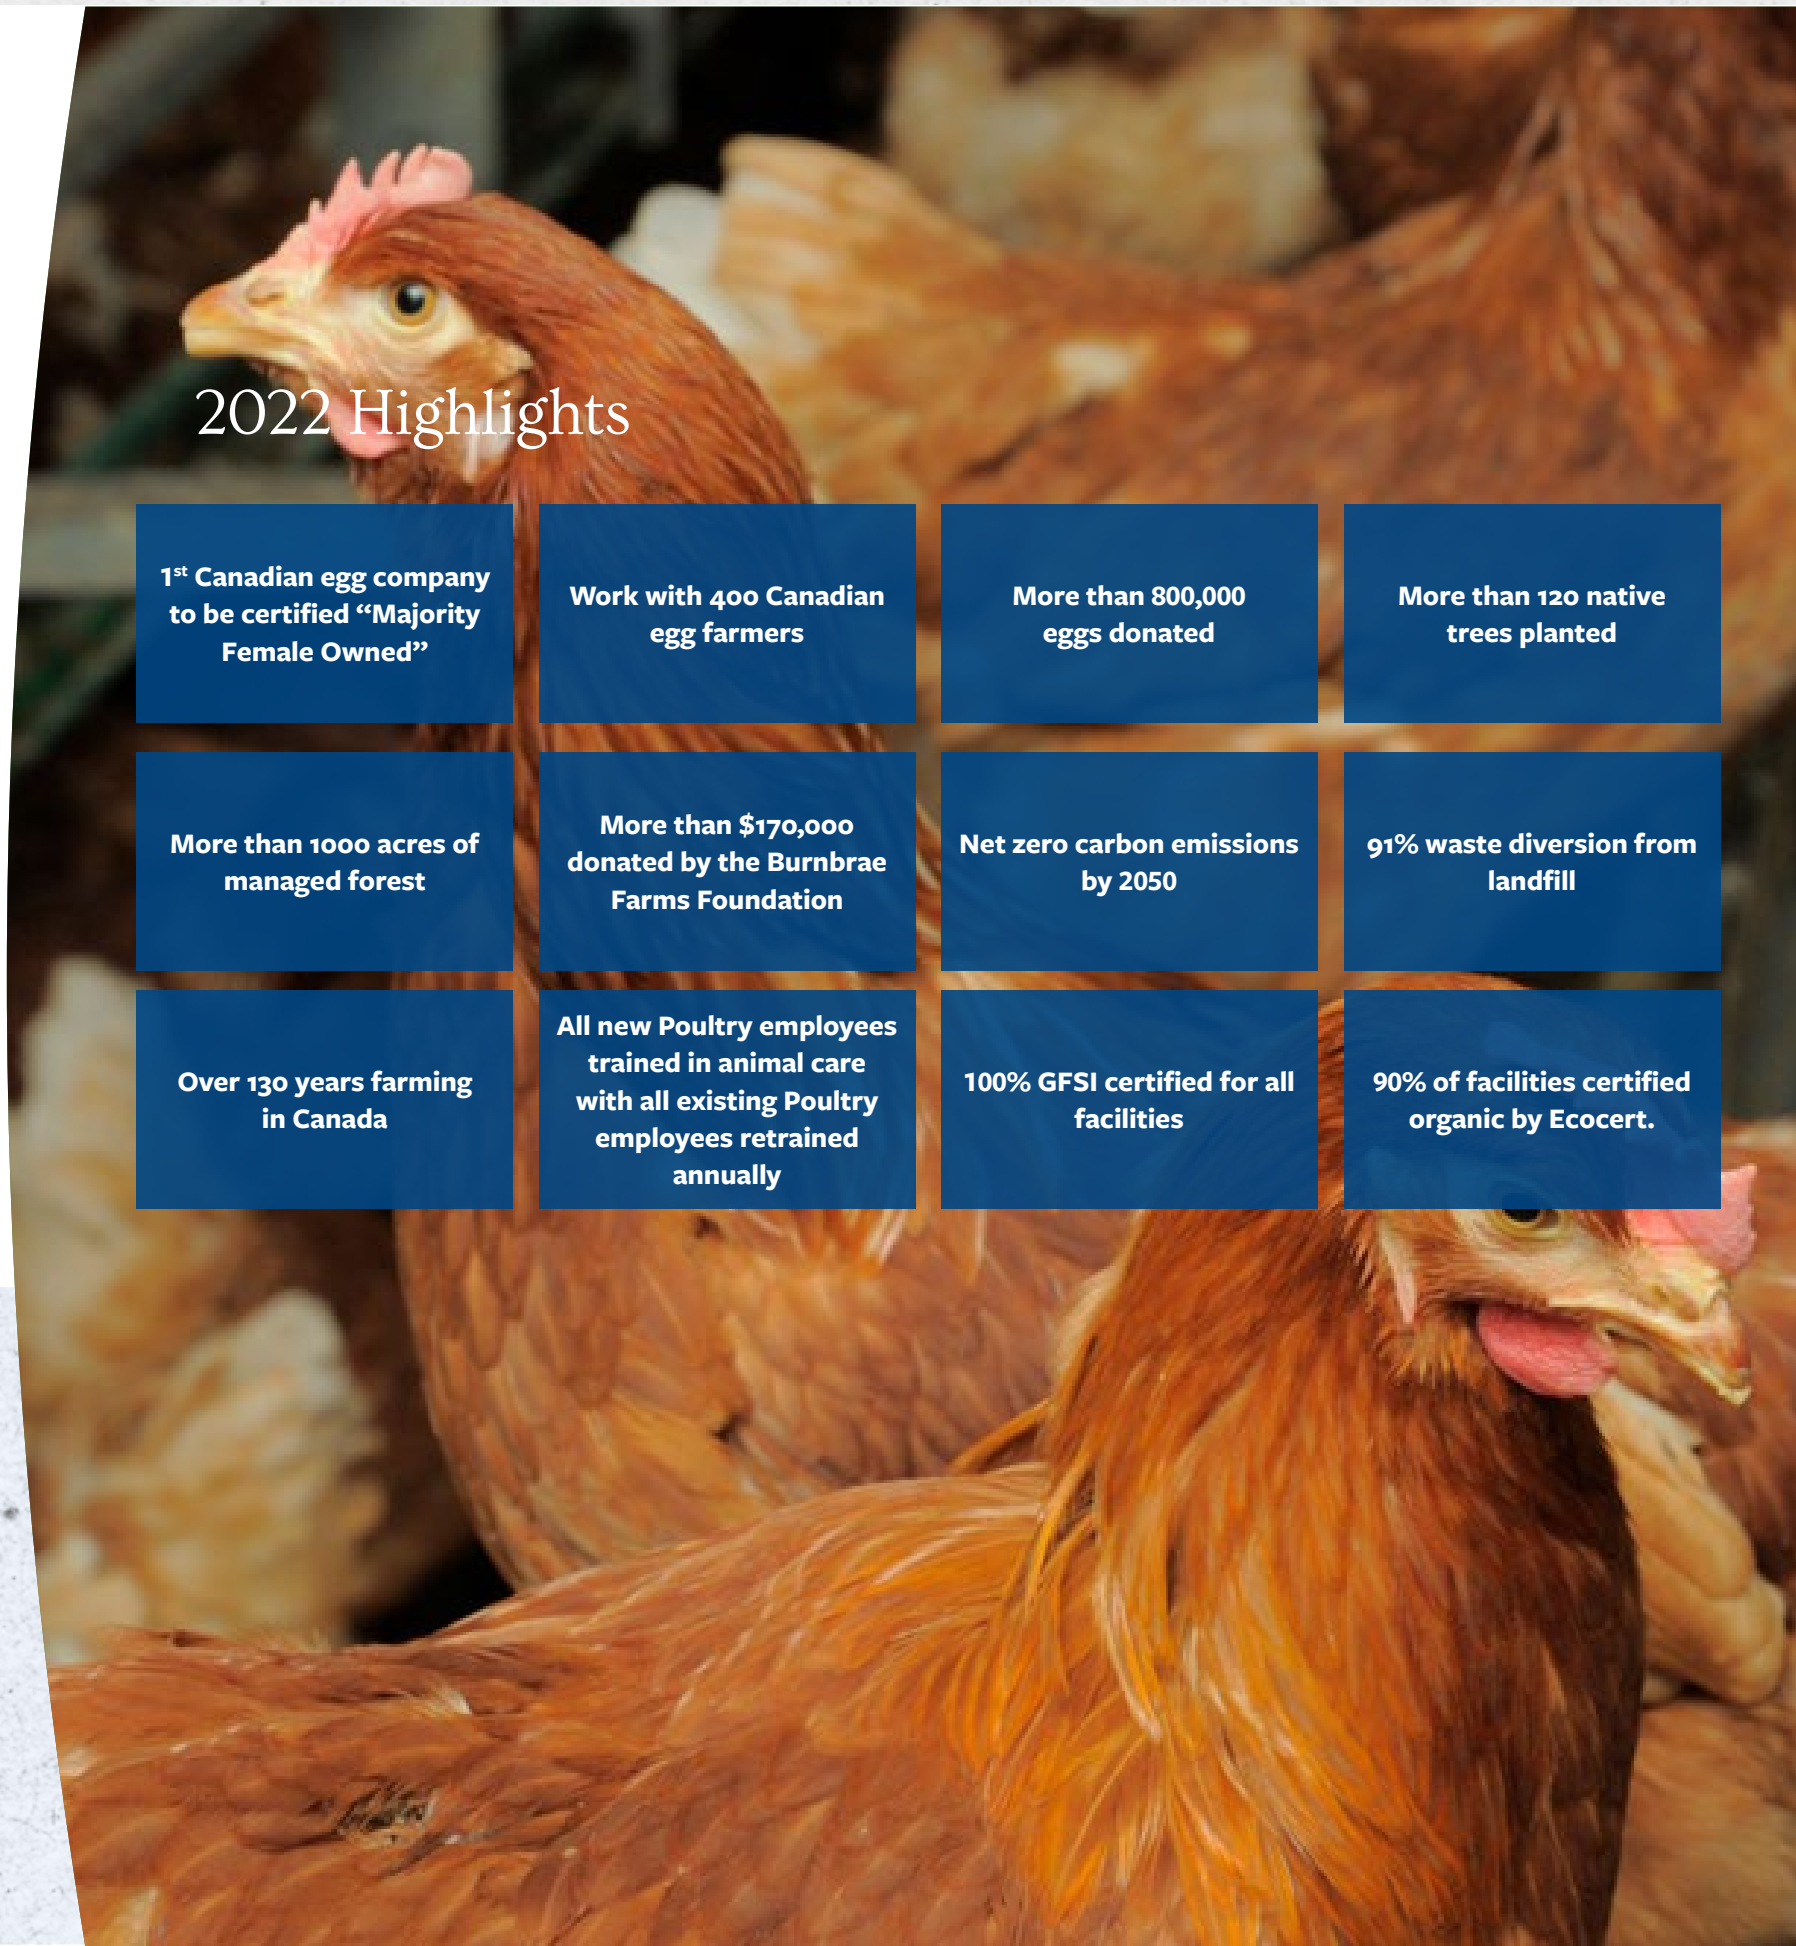 2022 Highlights
1st Canadian egg company
to be certified “Majority
Female Owned”
Work with 400 Canadian
egg farmers
More than 800,000
eggs donated
More than 120 native
trees planted
More than 1000 acres of
managed forest
More than $170,000
donated by the Burnbrae
Farms Foundation
Net zero carbon emissions
by 2050
91% waste diversion from
landfill
Over 130 years farming
in Canada
All new Poultry employees
trained in animal care
with all existing Poultry
employees retrained
annually
100% GFSI certified for all
facilities
90% of facilities certified
organic by Ecocert.